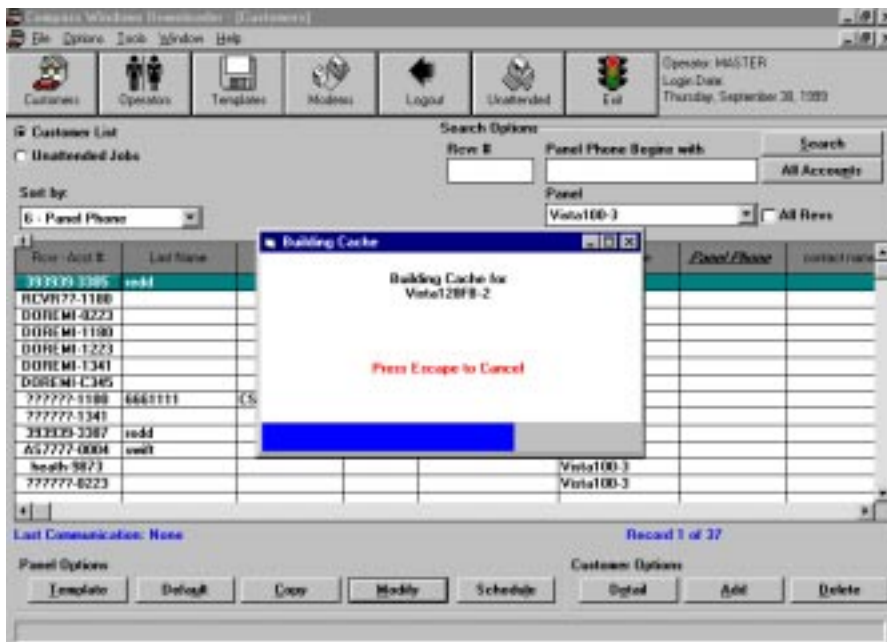 Compass Windows Downloader - [Customers]
File Options Tools Window Help
Customers Operators Templates Modems Logout Unattended Exit
Operator: MASTER
Login Date:
Thursday, September 30, 1999
Customer List
Unattended Jobs
Search Options
Rcvr # Panel Phone Begins with Search
All Accounts
Sort by: Panel
6 - Panel Phone Vista100-3 All Revs
Rcvr - Acct # Last Name Panel Phone contact name
393939-3385 redd
RCVR77-1180
DOREMI-0223
DOREMI-1180
DOREMI-1223
DOREMI-1341
DOREMI-C345
777777-1180 6661111 CS
777777-1341
393939-3387 redd
AS7777-0004 swift
heath-9873 Vista100-3
777777-0223 Vista100-3
Building Cache
Building Cache for
Vista128FB-2
Press Escape to Cancel
Last Communication: None Record 1 of 37
Panel Options Customer Options
Template Default Copy Modify Schedule Detail Add Delete